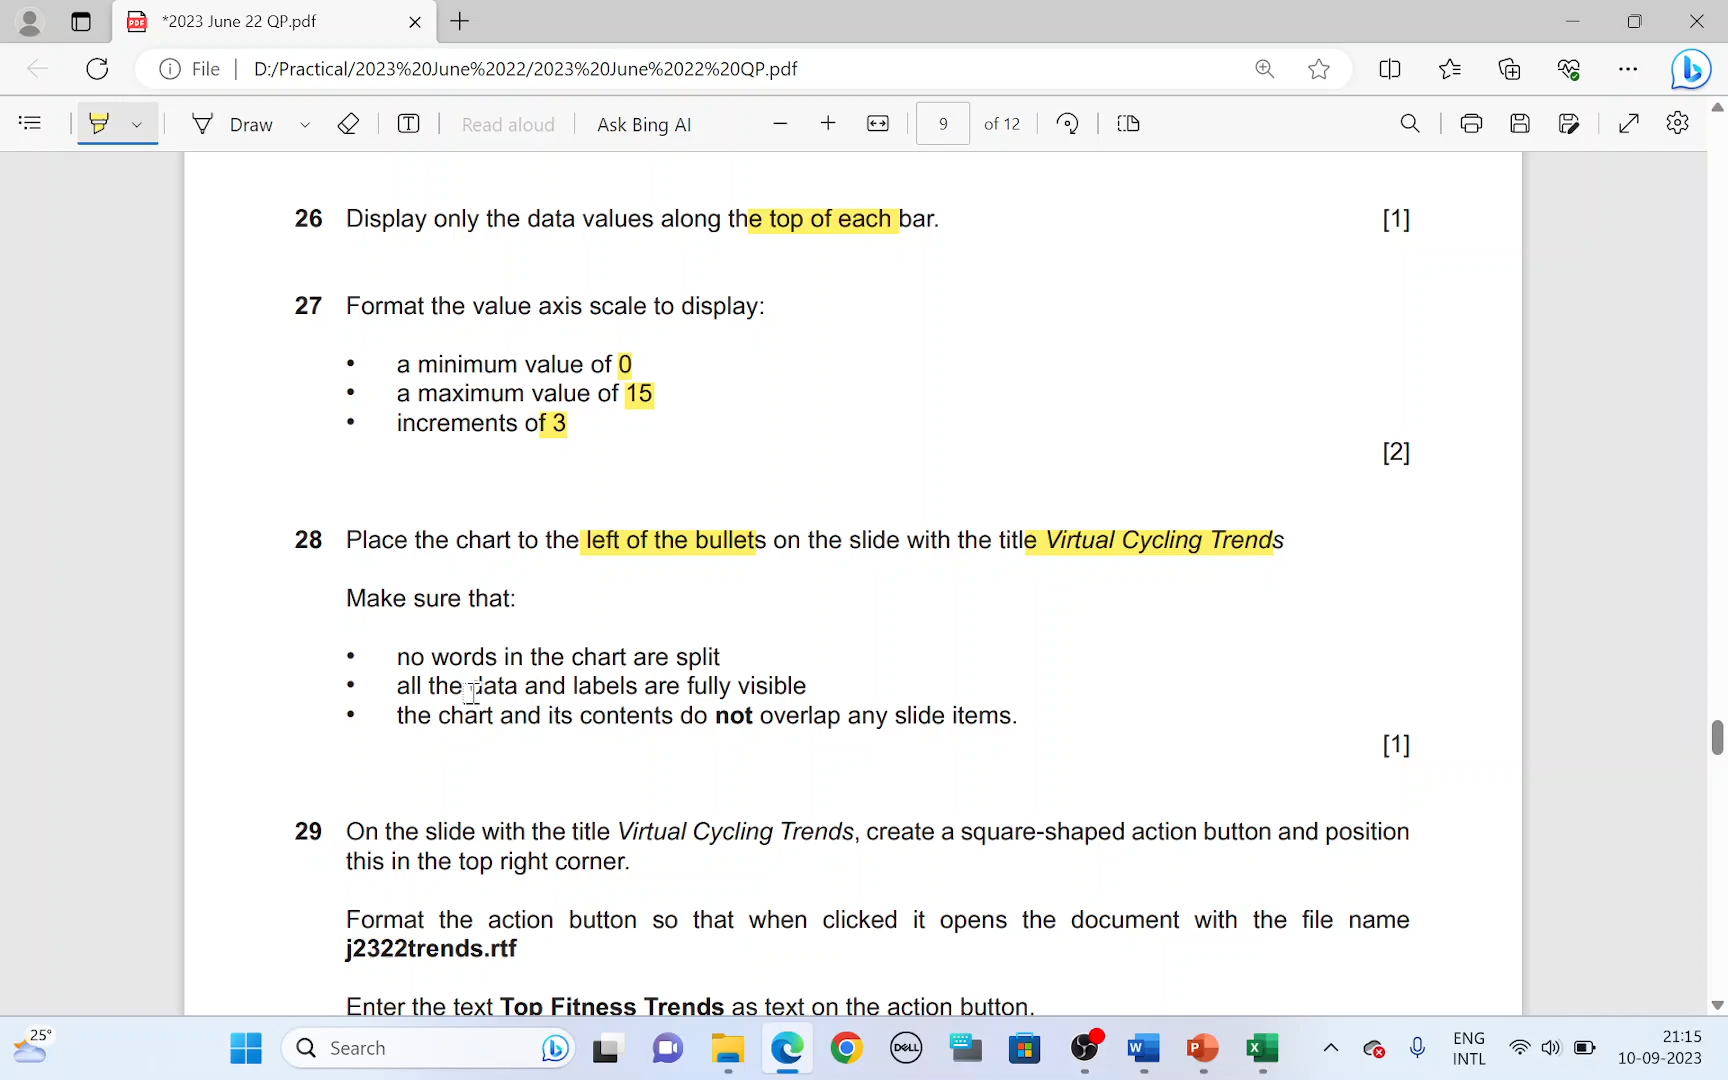 *2023 June 22 QP.pdf
File
D:/Practical/2023%20June%2022/2023%20June%2022%20QP.pdf
Draw
Read aloud
Ask Bing AI
9 of 12
26 Display only the data values along the top of each bar. [1]
27 Format the value axis scale to display:
• a minimum value of 0
• a maximum value of 15
• increments of 3
[2]
28 Place the chart to the left of the bullets on the slide with the title Virtual Cycling Trends
Make sure that:
• no words in the chart are split
• all the data and labels are fully visible
• the chart and its contents do not overlap any slide items.
[1]
29 On the slide with the title Virtual Cycling Trends, create a square-shaped action button and position
this in the top right corner.
Format the action button so that when clicked it opens the document with the file name
j2322trends.rtf
Enter the text Top Fitness Trends as text on the action button.
25°
Search
DELL
ENG
INTL
21:15
10-09-2023